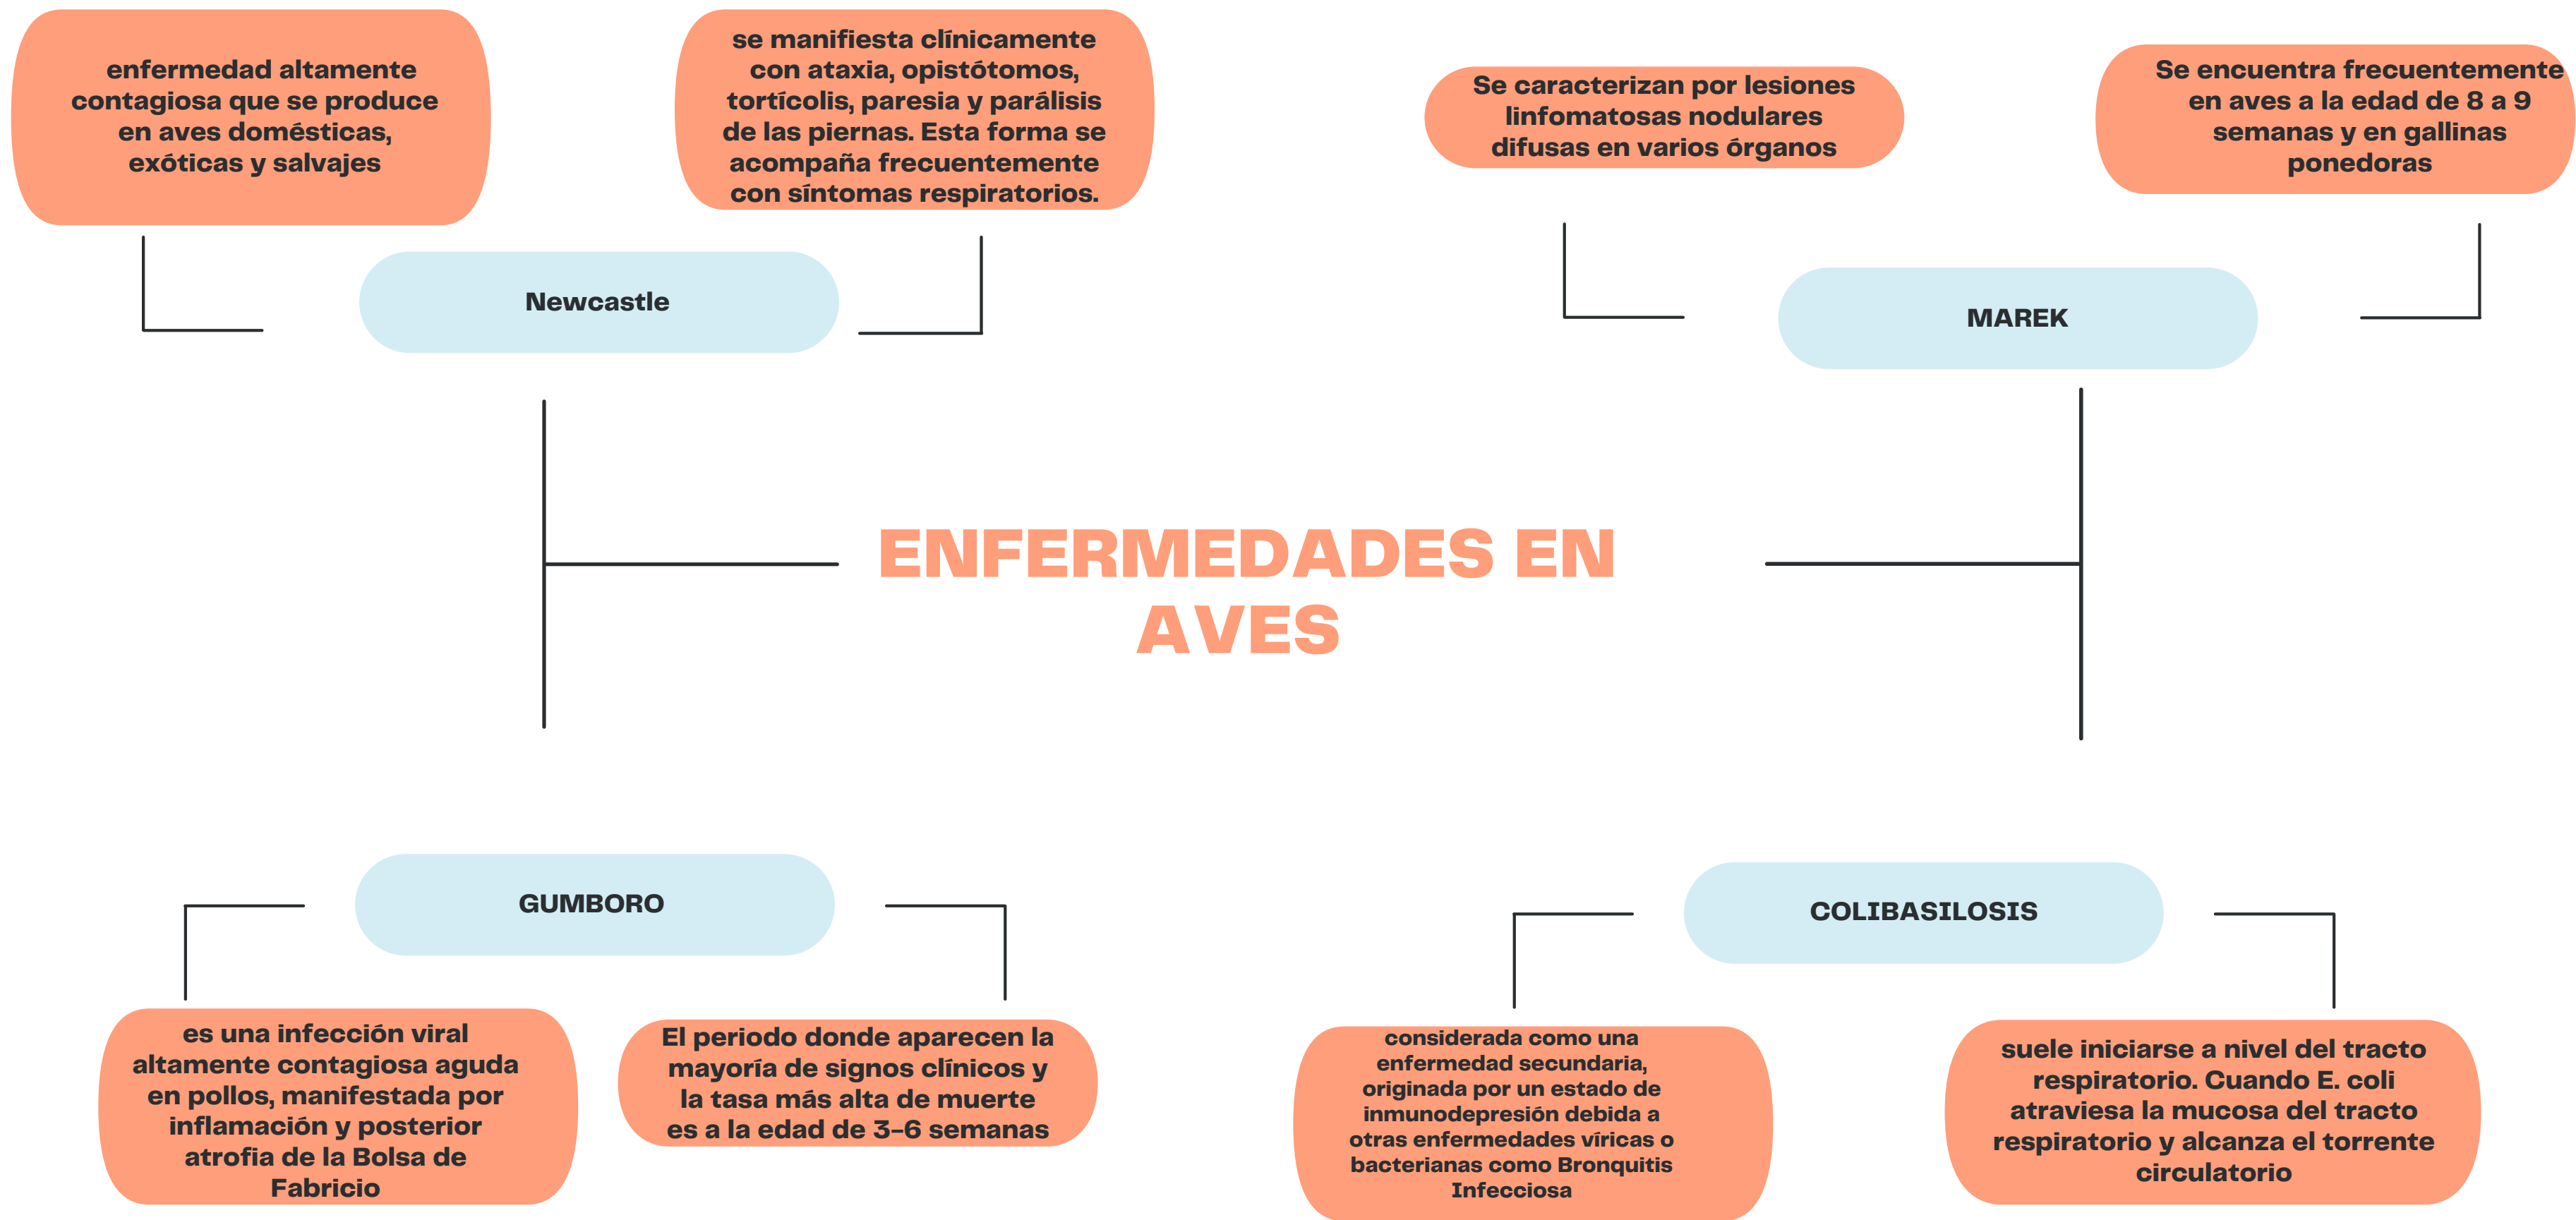 enfermedad altamente
contagiosa que se produce
en aves domésticas,
exóticas y salvajes
se manifiesta clínicamente
con ataxia, opistótomos,
tortícolis, paresia y parálisis
de las piernas. Esta forma se
acompaña frecuentemente
con síntomas respiratorios.
Newcastle
Se caracterizan por lesiones
linfomatosas nodulares
difusas en varios órganos
Se encuentra frecuentemente
en aves a la edad de 8 a 9
semanas y en gallinas
ponedoras
MAREK
ENFERMEDADES EN
AVES
GUMBORO
es una infección viral
altamente contagiosa aguda
en pollos, manifestada por
inflamación y posterior
atrofia de la Bolsa de
Fabricio
El periodo donde aparecen la
mayoría de signos clínicos y
la tasa más alta de muerte
es a la edad de 3-6 semanas
COLIBASILOSIS
considerada como una
enfermedad secundaria,
originada por un estado de
inmunodepresión debida a
otras enfermedades víricas o
bacterianas como Bronquitis
Infecciosa
suele iniciarse a nivel del tracto
respiratorio. Cuando E. coli
atraviesa la mucosa del tracto
respiratorio y alcanza el torrente
circulatorio